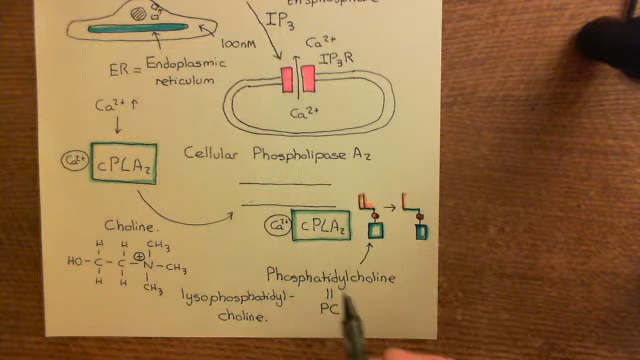 IP3
Ca2+
100nM
IP3R
ER = Endoplasmic
reticulum
Ca2+ ↑
Ca2+
Ca2+
cPLA2
Cellular Phospholipase A2
Ca2+
cPLA2
Choline.
H H CH3
HO-C-C-N-CH3
H H CH3
Phosphatidylcholine
=
PC
lysophosphatidyl-
choline.